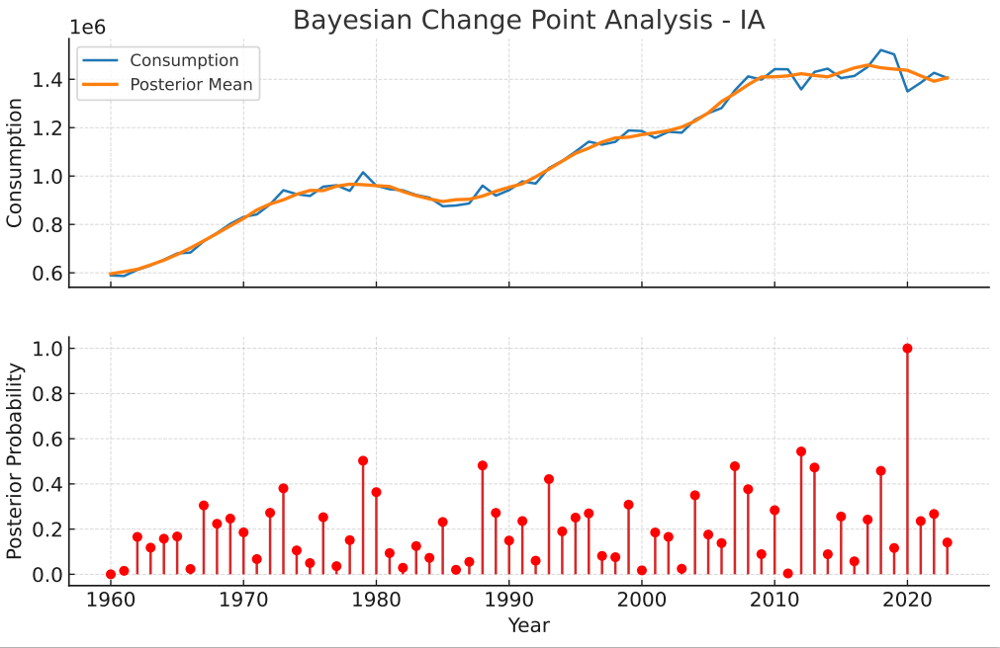 Bayesian Change Point Analysis - IA
1e6
Consumption
Posterior Mean
Consumption
1.4
1.2
1.0
0.8
0.6
Posterior Probability
1.0
0.8
0.6
0.4
0.2
0.0
1960 1970 1980 1990 2000 2010 2020
Year